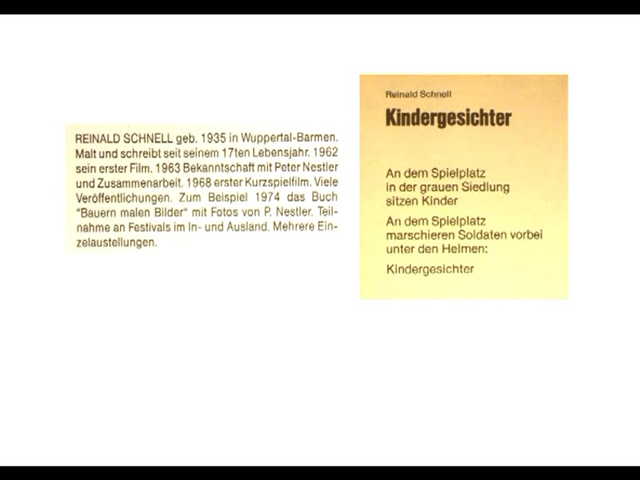 REINALD SCHNELL geb. 1935 in Wuppertal-Barmen.
Malt und schreibt seit seinem 17ten Lebensjahr. 1962
sein erster Film. 1963 Bekanntschaft mit Peter Nestler
und Zusammenarbeit. 1968 erster Kurzspielfilm. Viele
Veröffentlichungen. Zum Beispiel 1974 das Buch
"Bauern malen Bilder" mit Fotos von P. Nestler. Teil-
nahme an Festivals im In- und Ausland. Mehrere Ein-
zelaustellungen.
Reinald Schnell
Kindergesichter
An dem Spielplatz
in der grauen Siedlung
sitzen Kinder
An dem Spielplatz
marschieren Soldaten vorbei
unter den Helmen:
Kindergesichter